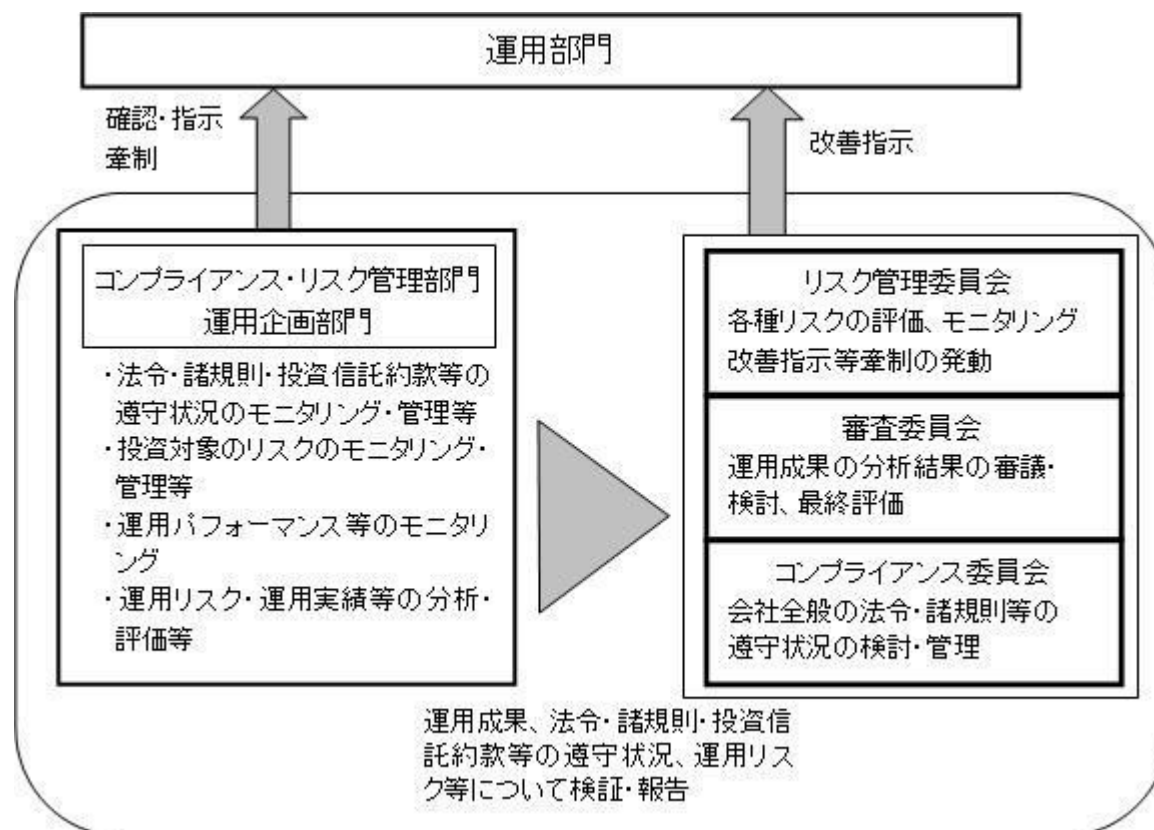 運用部門
確認・指示
牽制
改善指示
コンプライアンス・リスク管理部門
運用企画部門
・法令・諸規則・投資信託約款等の
遵守状況のモニタリング・管理等
・投資対象のリスクのモニタリング・
管理等
・運用パフォーマンス等のモニタリ
ング
・運用リスク・運用実績等の分析・
評価等
リスク管理委員会
各種リスクの評価、モニタリング
改善指示等牽制の発動
審査委員会
運用成果の分析結果の審議・
検討、最終評価
コンプライアンス委員会
会社全般の法令・諸規則等の
遵守状況の検討・管理
運用成果、法令・諸規則・投資信
託約款等の遵守状況、運用リス
ク等について検証・報告